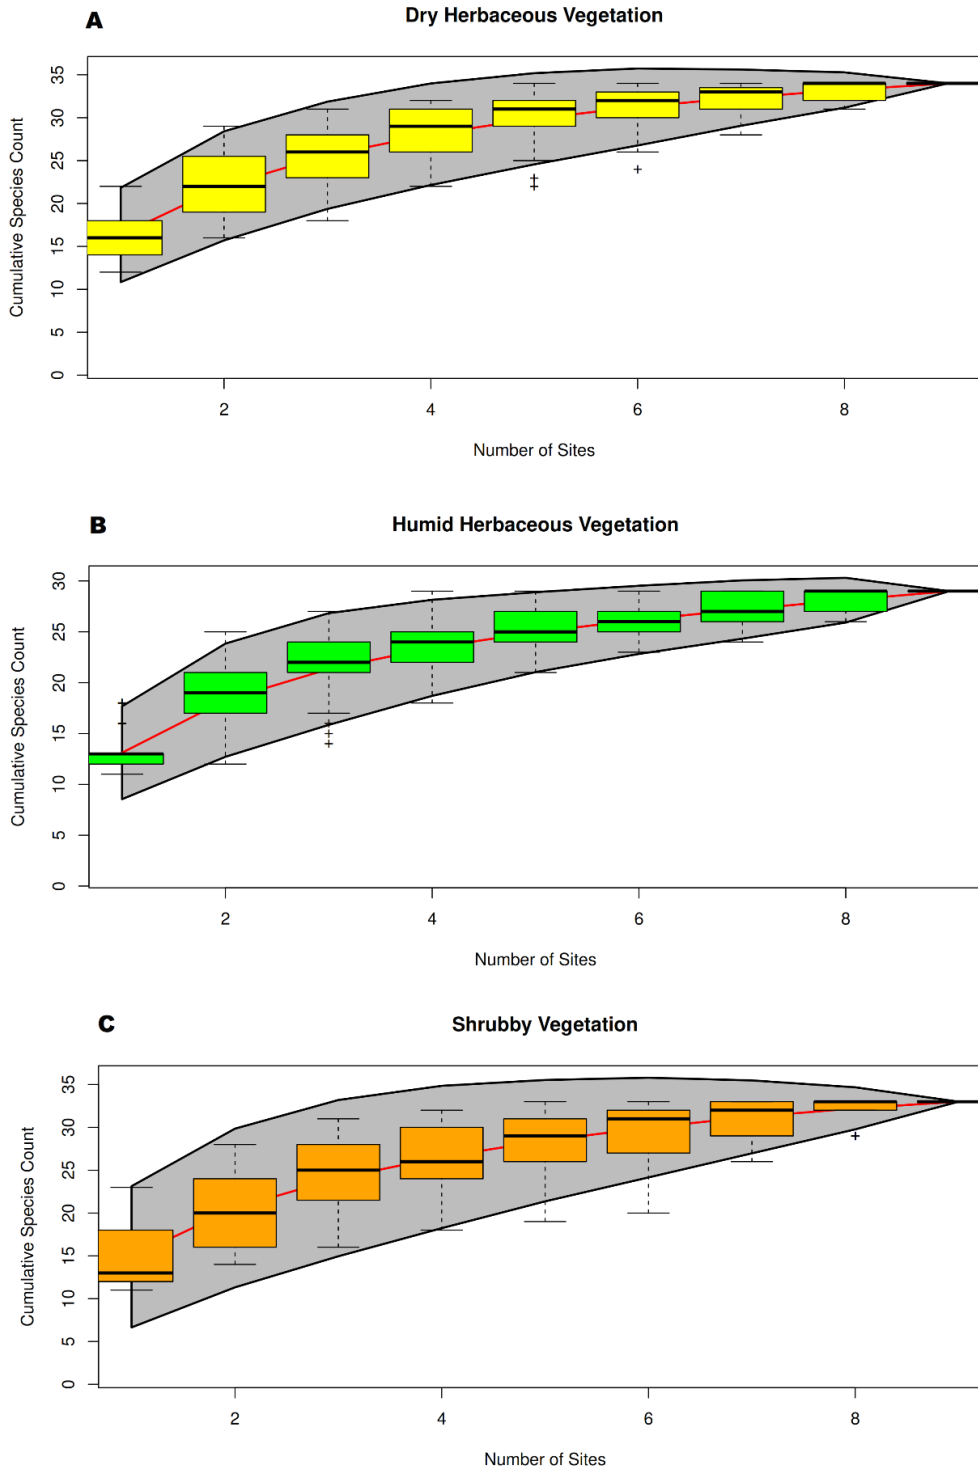 A
Dry Herbaceous Vegetation
Cumulative Species Count
35
30
25
20
15
10
5
0
2 4 6 8
Number of Sites
B
Humid Herbaceous Vegetation
Cumulative Species Count
30
25
20
15
10
5
0
2 4 6 8
Number of Sites
C
Shrubby Vegetation
Cumulative Species Count
35
30
25
20
15
10
5
0
2 4 6 8
Number of Sites